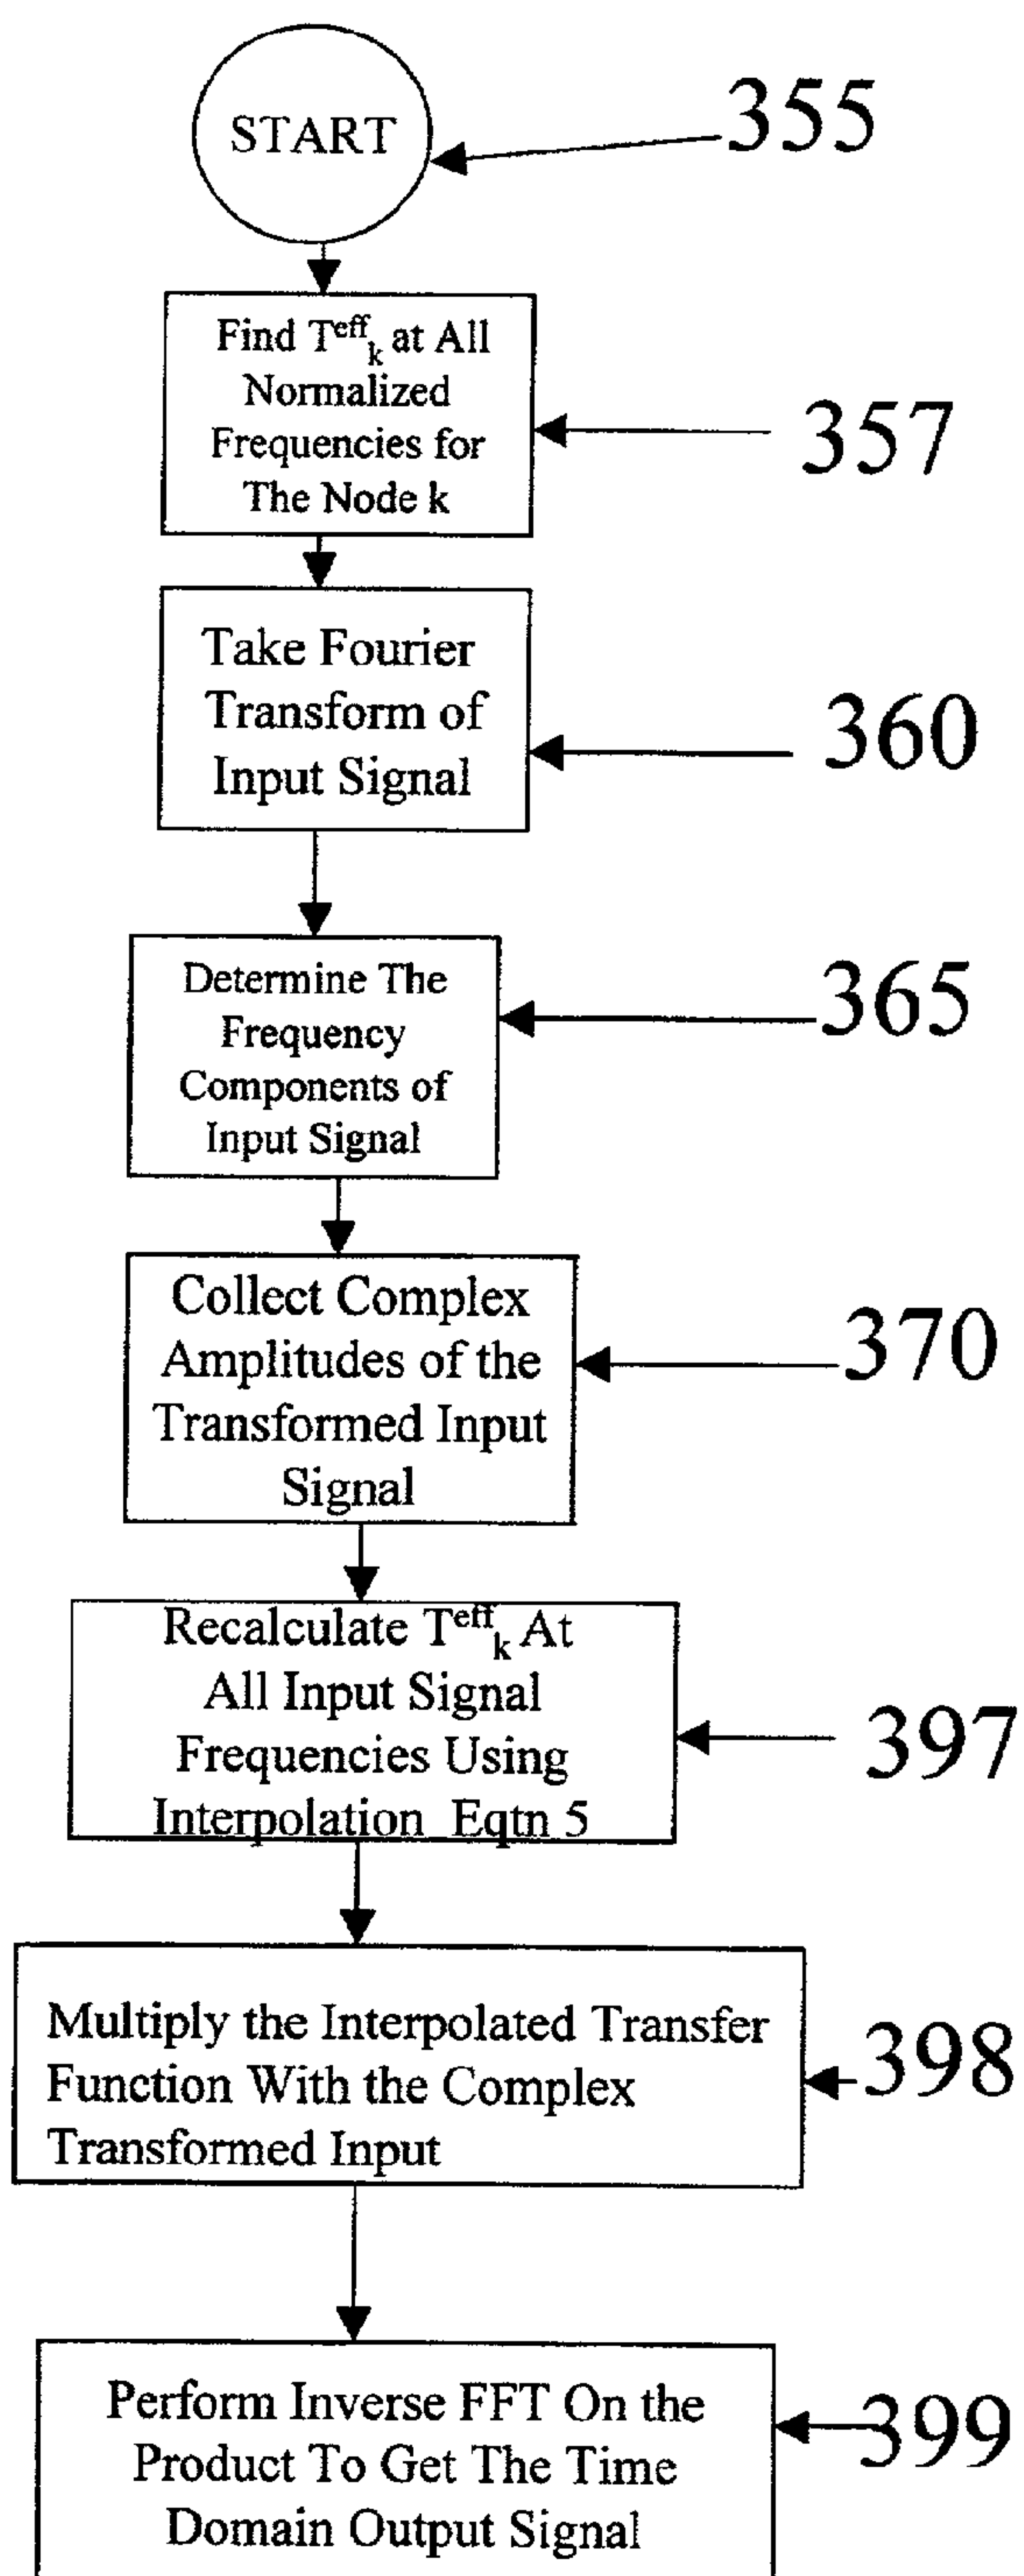 START
355
Find T^eff_k at All
Normalized
Frequencies for
The Node k
357
Take Fourier
Transform of
Input Signal
360
Determine The
Frequency
Components of
Input Signal
365
Collect Complex
Amplitudes of the
Transformed Input
Signal
370
Recalculate T^eff_k At
All Input Signal
Frequencies Using
Interpolation Eqtn 5
397
Multiply the Interpolated Transfer
Function With the Complex
Transformed Input
398
Perform Inverse FFT On the
Product To Get The Time
Domain Output Signal
399